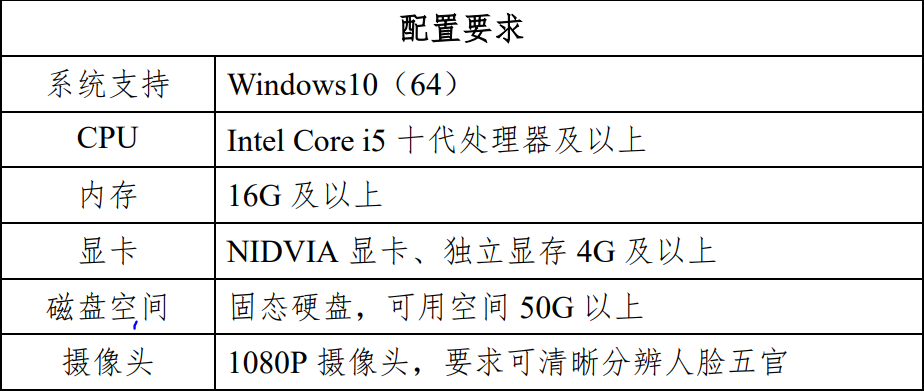 配置要求
系统支持 Windows10（64）
CPU Intel Core i5 十代处理器及以上
内存 16G 及以上
显卡 NIDVIA 显卡、独立显存 4G 及以上
磁盘空间 固态硬盘，可用空间 50G 以上
摄像头 1080P 摄像头，要求可清晰分辨人脸五官